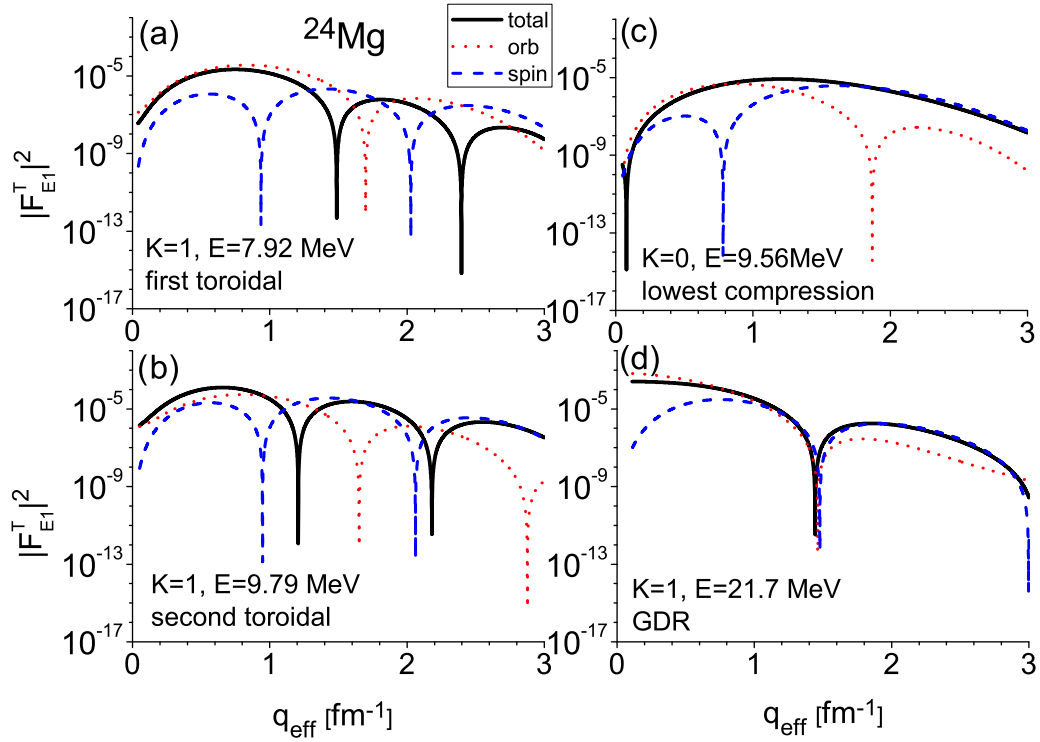 (a)
²⁴Mg
total
orb
spin
|F^T_E1|²
10⁻⁵
10⁻⁹
10⁻¹³
10⁻¹⁷
K=1, E=7.92 MeV
first toroidal
0 1 2 3
(c)
10⁻⁵
10⁻⁹
10⁻¹³
10⁻¹⁷
K=0, E=9.56MeV
lowest compression
0 1 2 3
(b)
|F^T_E1|²
10⁻⁵
10⁻⁹
10⁻¹³
10⁻¹⁷
K=1, E=9.79 MeV
second toroidal
0 1 2 3
q_eff [fm⁻¹]
(d)
10⁻⁵
10⁻⁹
10⁻¹³
10⁻¹⁷
K=1, E=21.7 MeV
GDR
0 1 2 3
q_eff [fm⁻¹]